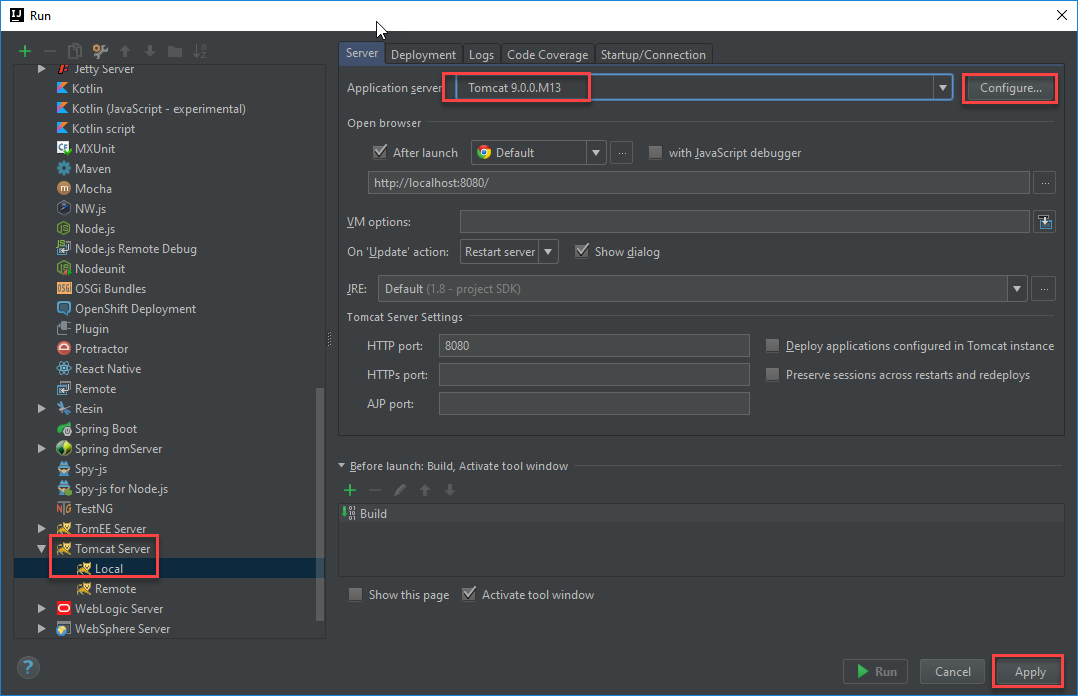 Run
Jetty Server
Kotlin
Kotlin (JavaScript - experimental)
Kotlin script
MXUnit
Maven
Mocha
NW.js
Node.js
Node.js Remote Debug
Nodeunit
OSGi Bundles
OpenShift Deployment
Plugin
Protractor
React Native
Remote
Resin
Spring Boot
Spring dmServer
Spy-js
Spy-js for Node.js
TestNG
TomEE Server
Tomcat Server
Local
Remote
WebLogic Server
WebSphere Server
Server Deployment Logs Code Coverage Startup/Connection
Application server Tomcat 9.0.0.M13 Configure...
Open browser
After launch Default ... with JavaScript debugger
http://localhost:8080/ ...
VM options:
On 'Update' action: Restart server Show dialog
JRE: Default (1.8 - project SDK) ...
Tomcat Server Settings
HTTP port: 8080 Deploy applications configured in Tomcat instance
HTTPs port: Preserve sessions across restarts and redeploys
AJP port:
Before launch: Build, Activate tool window
Build
Show this page Activate tool window
? Run Cancel Apply